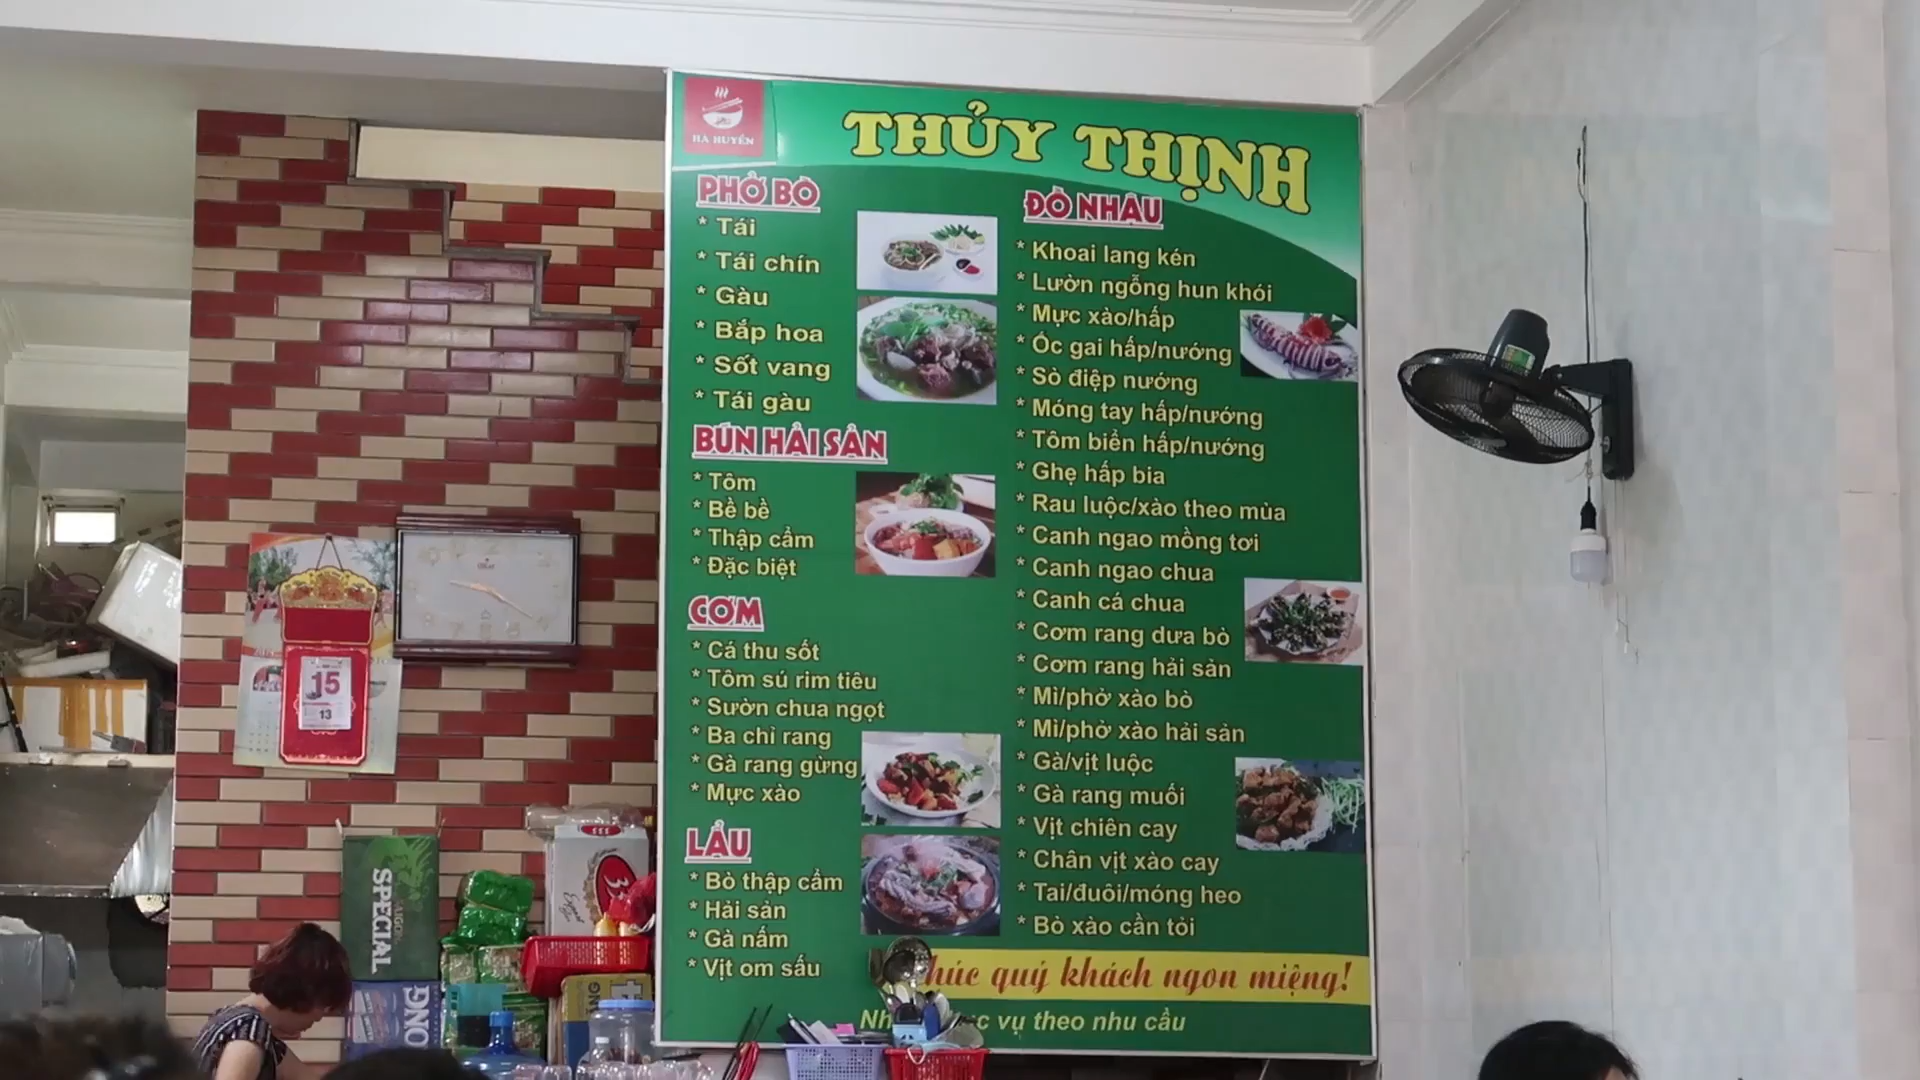 HÀ HUYỀN
THỦY THỊNH
PHỞ BÒ
* Tái
* Tái chín
* Gàu
* Bắp hoa
* Sốt vang
* Tái gàu
BÚN HẢI SẢN
* Tôm
* Bề bề
* Thập cẩm
* Đặc biệt
CƠM
* Cá thu sốt
* Tôm sú rim tiêu
* Sườn chua ngọt
* Ba chỉ rang
* Gà rang gừng
* Mực xào
LẨU
* Bò thập cẩm
* Hải sản
* Gà nấm
* Vịt om sấu
ĐỒ NHẬU
* Khoai lang kén
* Lườn ngỗng hun khói
* Mực xào/hấp
* Ốc gai hấp/nướng
* Sò điệp nướng
* Móng tay hấp/nướng
* Tôm biển hấp/nướng
* Ghẹ hấp bia
* Rau luộc/xào theo mùa
* Canh ngao mồng tơi
* Canh ngao chua
* Canh cá chua
* Cơm rang dưa bò
* Cơm rang hải sản
* Mì/phở xào bò
* Mì/phở xào hải sản
* Gà/vịt luộc
* Gà rang muối
* Vịt chiên cay
* Chân vịt xào cay
* Tai/đuôi/móng heo
* Bò xào cần tỏi
quý khách ngon miệng!
vụ theo nhu cầu
15
13
SAIGON
SPECIAL
333
Export